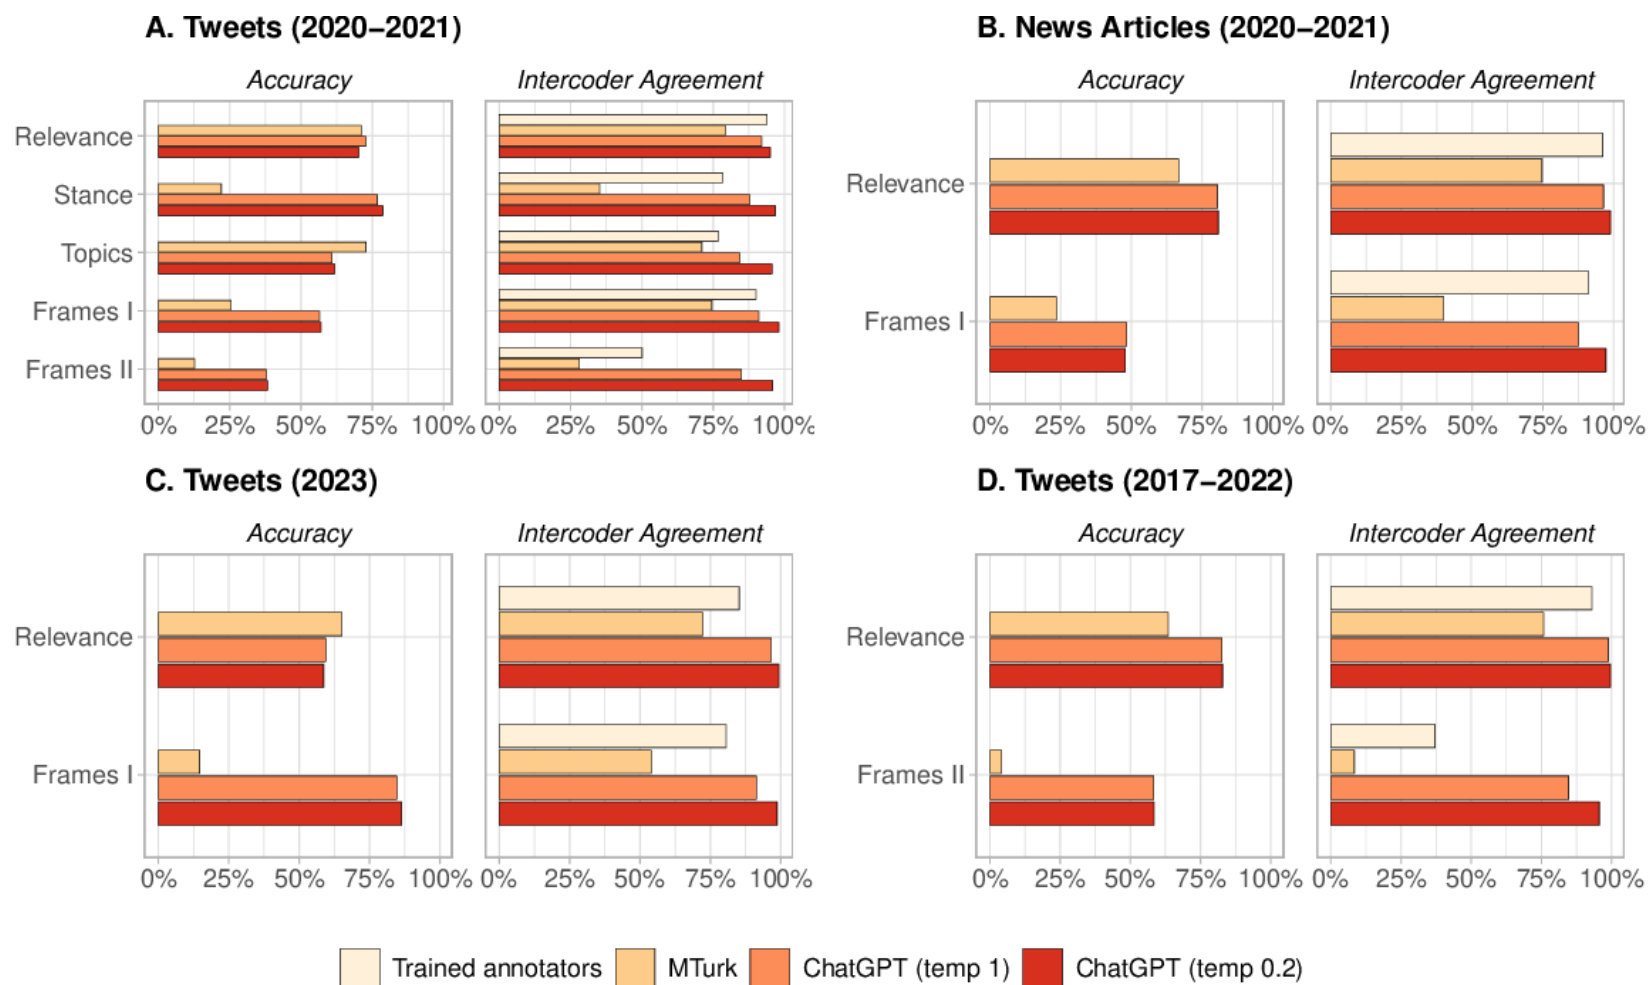 A. Tweets (2020–2021)
Accuracy
Intercoder Agreement
Relevance
Stance
Topics
Frames I
Frames II
0% 25% 50% 75% 100% 0% 25% 50% 75% 100%
B. News Articles (2020–2021)
Accuracy
Intercoder Agreement
Relevance
Frames I
0% 25% 50% 75% 100% 0% 25% 50% 75% 100%
C. Tweets (2023)
Accuracy
Intercoder Agreement
Relevance
Frames I
0% 25% 50% 75% 100% 0% 25% 50% 75% 100%
D. Tweets (2017–2022)
Accuracy
Intercoder Agreement
Relevance
Frames II
0% 25% 50% 75% 100% 0% 25% 50% 75% 100%
Trained annotators MTurk ChatGPT (temp 1) ChatGPT (temp 0.2)